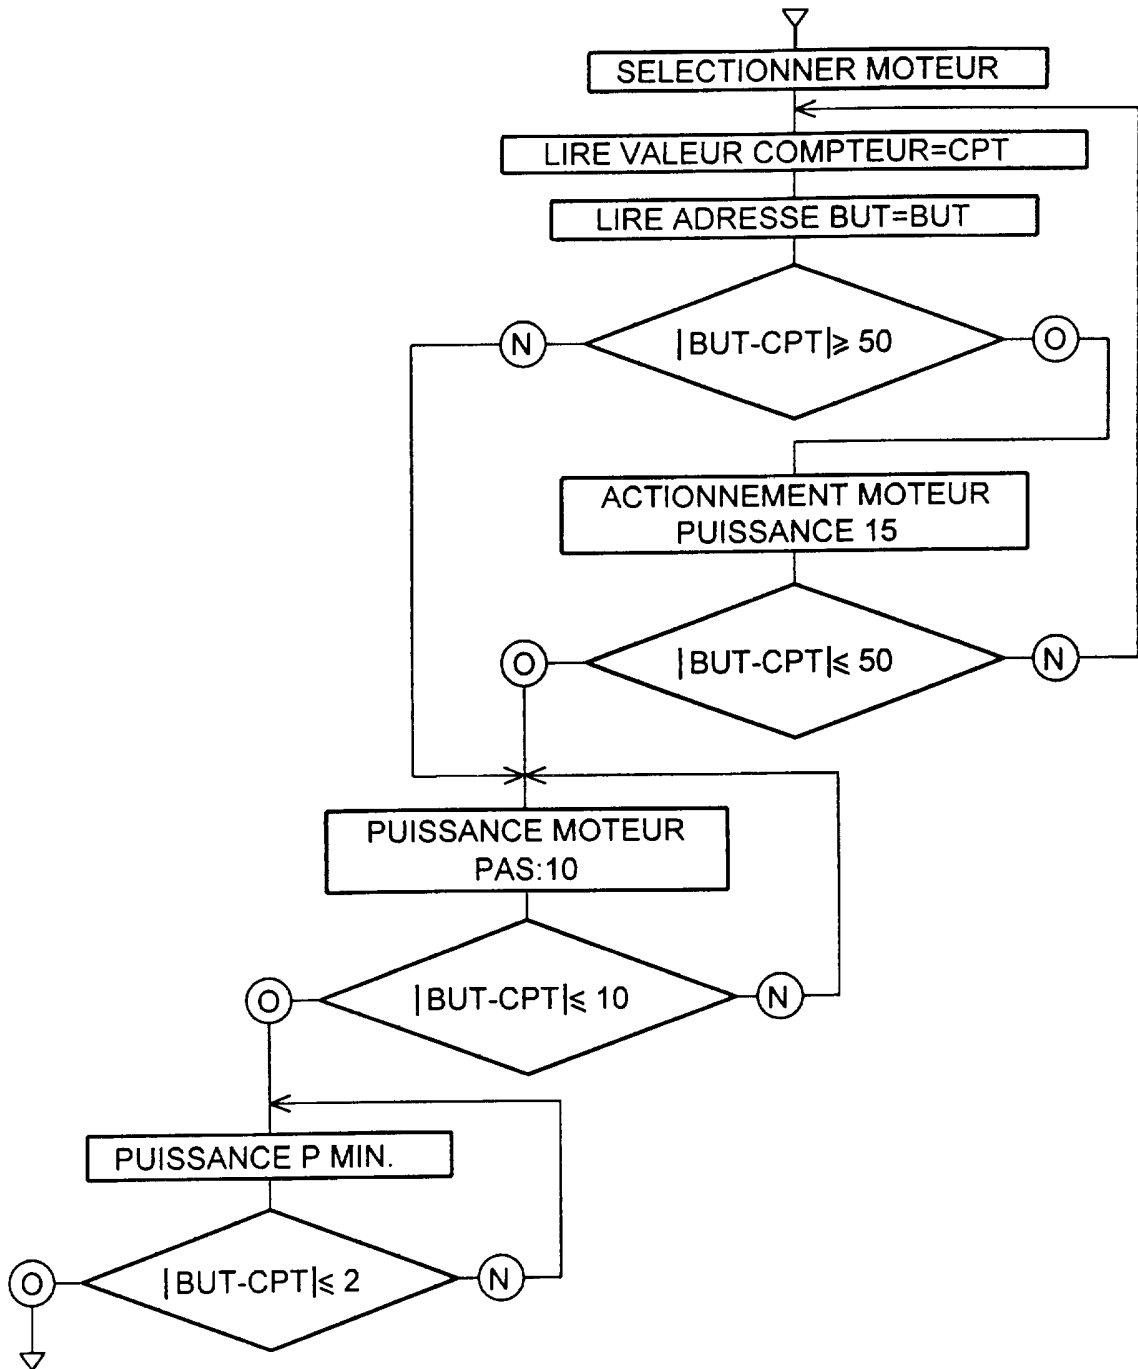 SELECTIONNER MOTEUR
LIRE VALEUR COMPTEUR=CPT
LIRE ADRESSE BUT=BUT
N
|BUT-CPT|⩾ 50
O
ACTIONNEMENT MOTEUR
PUISSANCE 15
O
|BUT-CPT|⩽ 50
N
PUISSANCE MOTEUR
PAS:10
O
|BUT-CPT|⩽ 10
N
PUISSANCE P MIN.
O
|BUT-CPT|⩽ 2
N